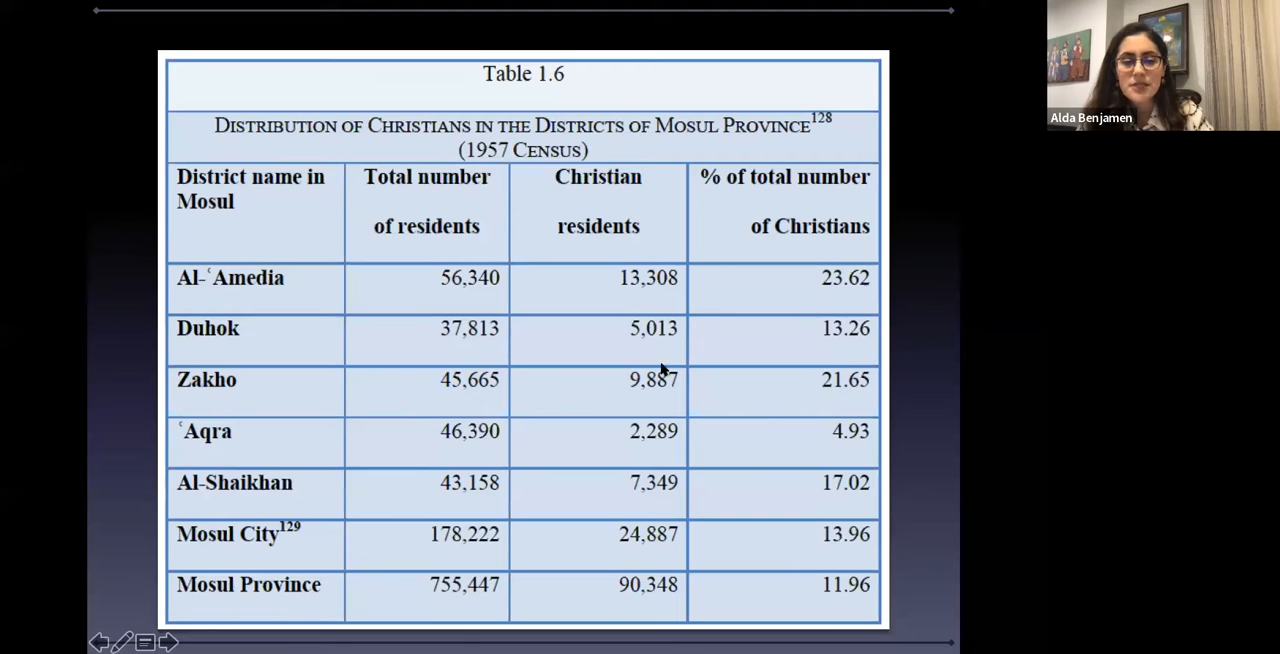 Table 1.6
DISTRIBUTION OF CHRISTIANS IN THE DISTRICTS OF MOSUL PROVINCE128
(1957 CENSUS)
District name in Mosul | Total number of residents | Christian residents | % of total number of Christians
Al-ʿAmedia 56,340 13,308 23.62
Duhok 37,813 5,013 13.26
Zakho 45,665 9,887 21.65
ʿAqra 46,390 2,289 4.93
Al-Shaikhan 43,158 7,349 17.02
Mosul City129 178,222 24,887 13.96
Mosul Province 755,447 90,348 11.96
Alda Benjamen